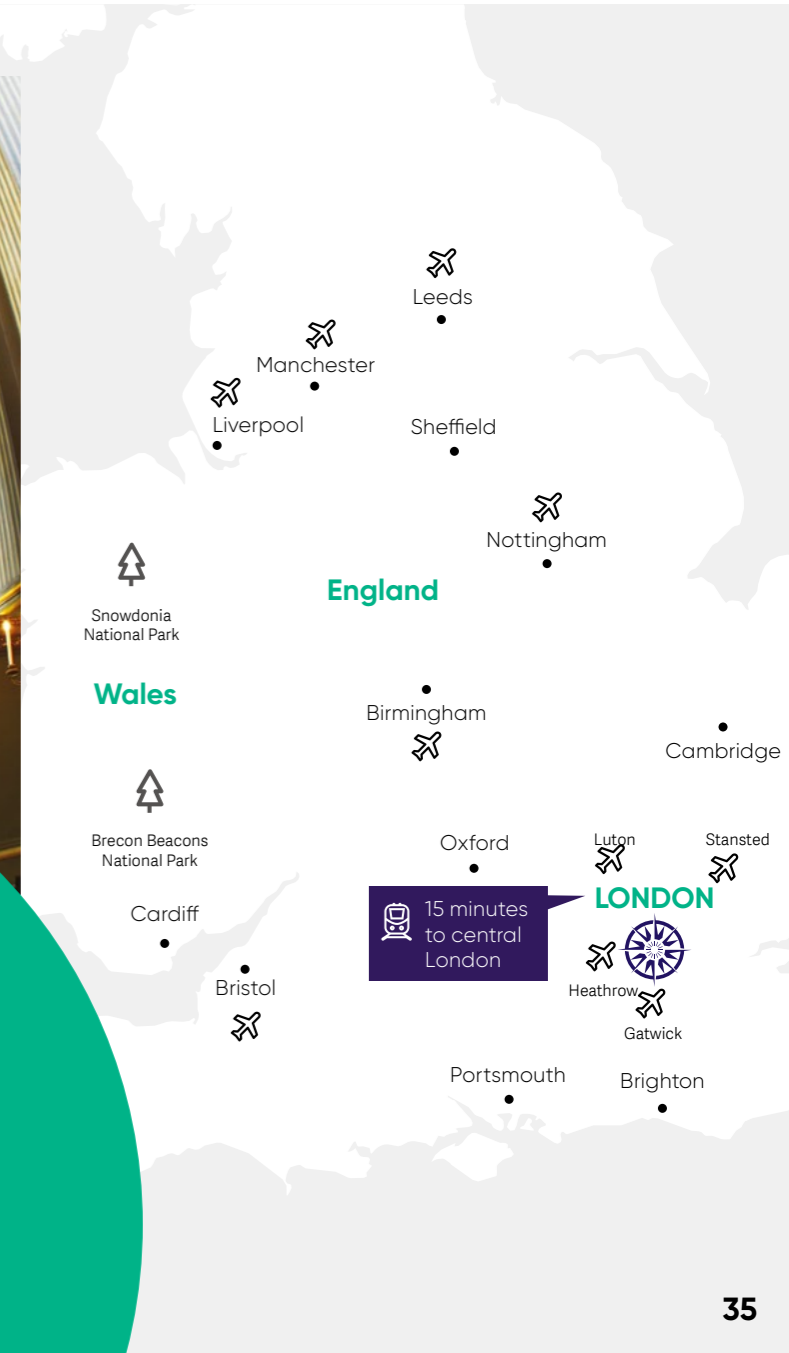 Leeds
Manchester
Liverpool
Sheffield
Nottingham
England
Snowdonia
National Park
Wales
Birmingham
Cambridge
Brecon Beacons
National Park
Oxford
Luton
Stansted
LONDON
15 minutes
to central
London
Cardiff
Bristol
Heathrow
Gatwick
Portsmouth
Brighton
35